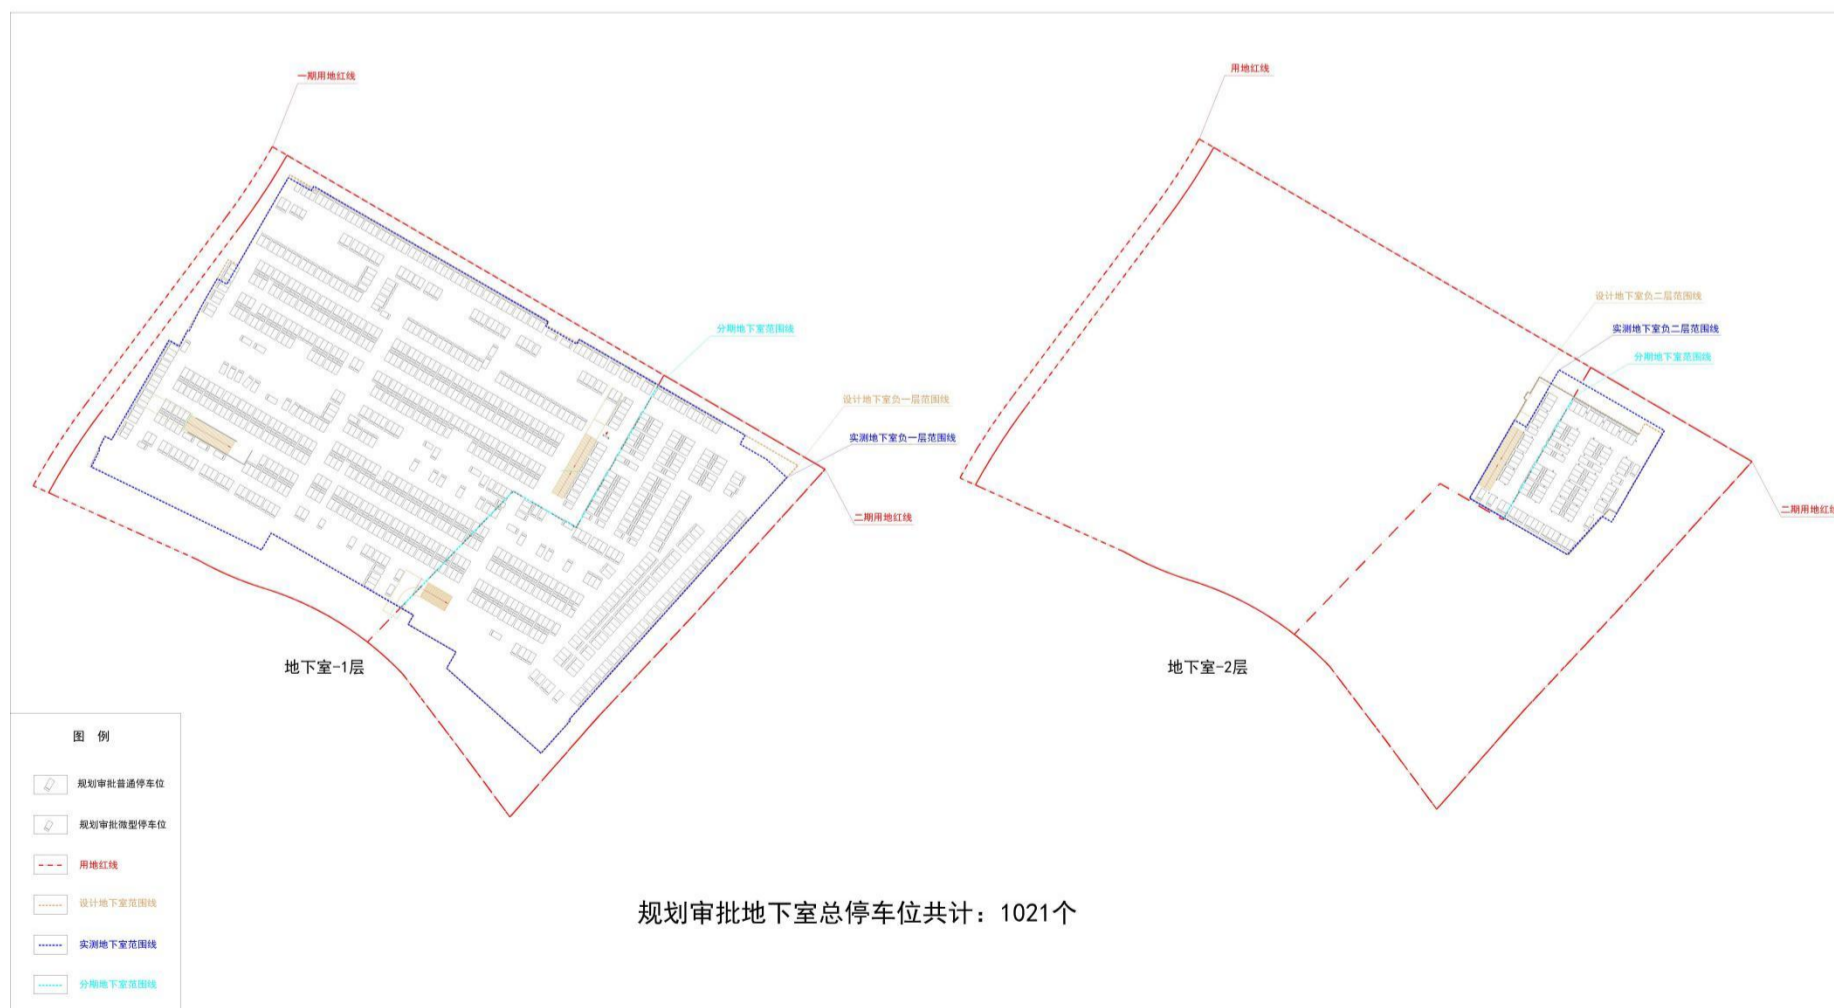 一期用地红线
用地红线
分期地下室范围线
设计地下室负一层范围线
实测地下室负一层范围线
二期用地红线
设计地下室负二层范围线
实测地下室负二层范围线
分期地下室范围线
二期用地红线
地下室-1层
地下室-2层
图 例
规划审批普通停车位
规划审批微型停车位
用地红线
设计地下室范围线
实测地下室范围线
分期地下室范围线
规划审批地下室总停车位共计：1021个